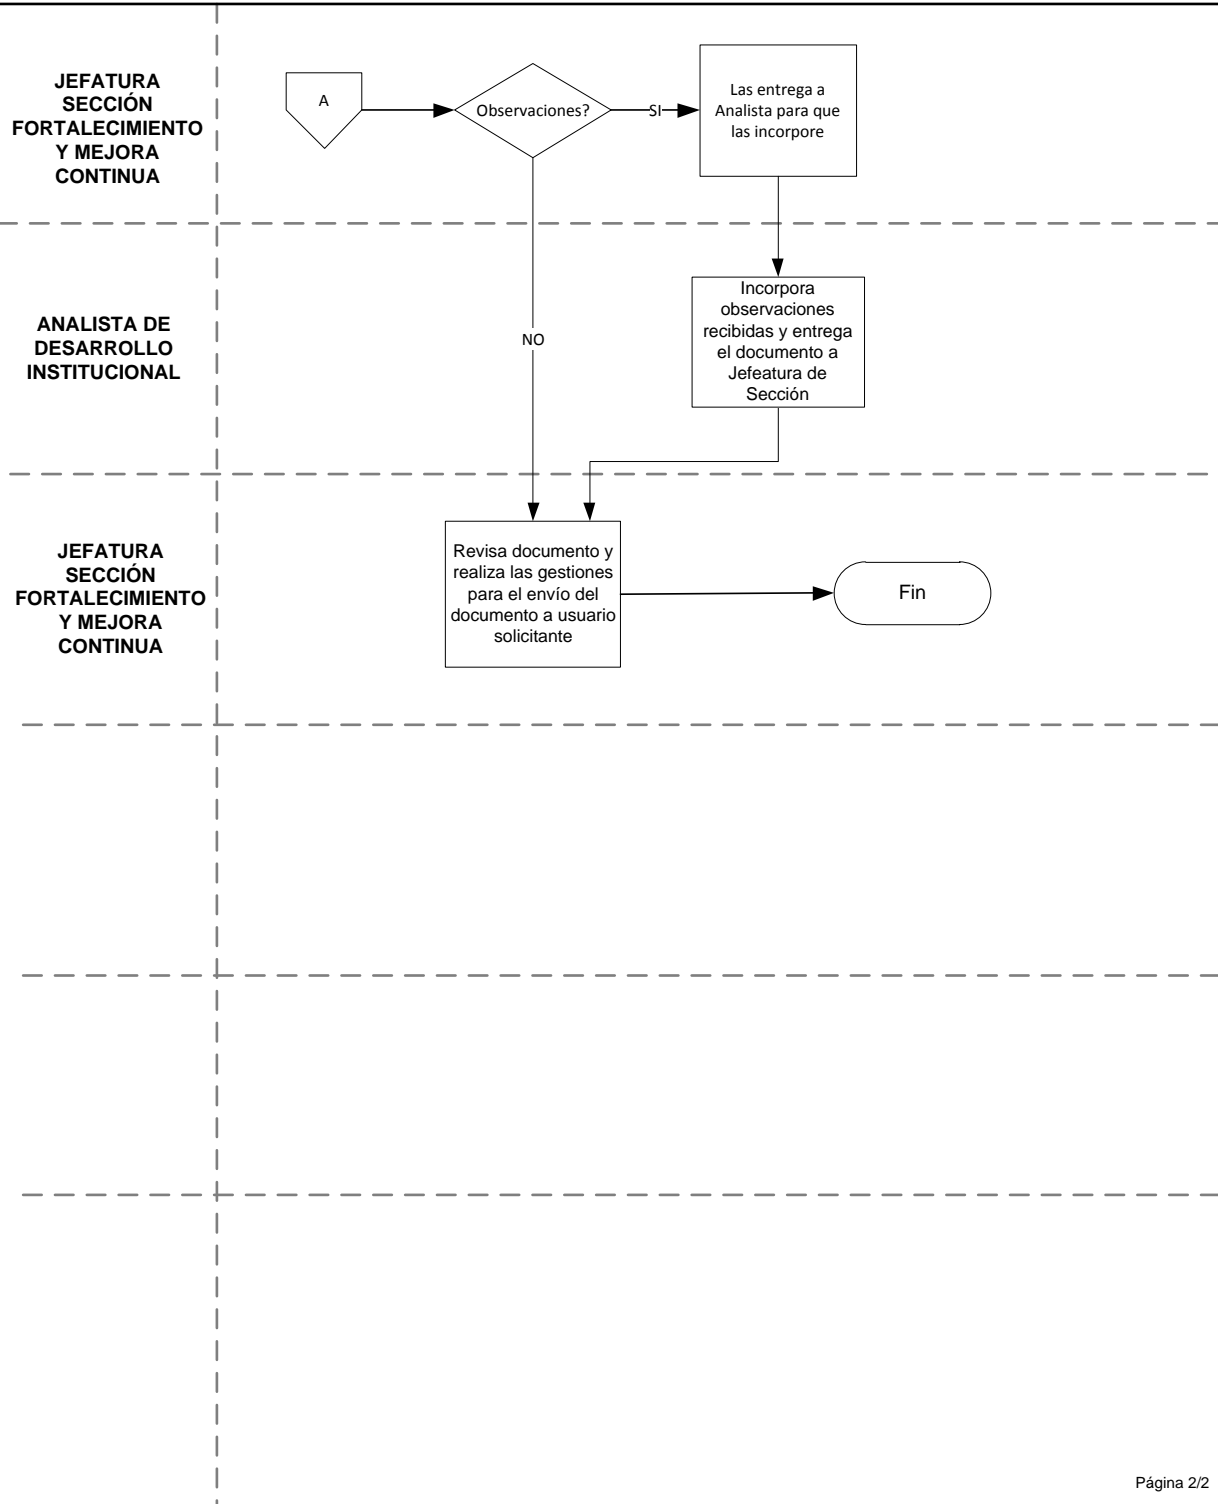 JEFATURA
SECCIÓN
FORTALECIMIENTO
Y MEJORA
CONTINUA
A
Observaciones?
SI
Las entrega a
Analista para que
las incorpore
ANALISTA DE
DESARROLLO
INSTITUCIONAL
NO
Incorpora
observaciones
recibidas y entrega
el documento a
Jefeatura de
Sección
JEFATURA
SECCIÓN
FORTALECIMIENTO
Y MEJORA
CONTINUA
Revisa documento y
realiza las gestiones
para el envío del
documento a usuario
solicitante
Fin
Página 2/2